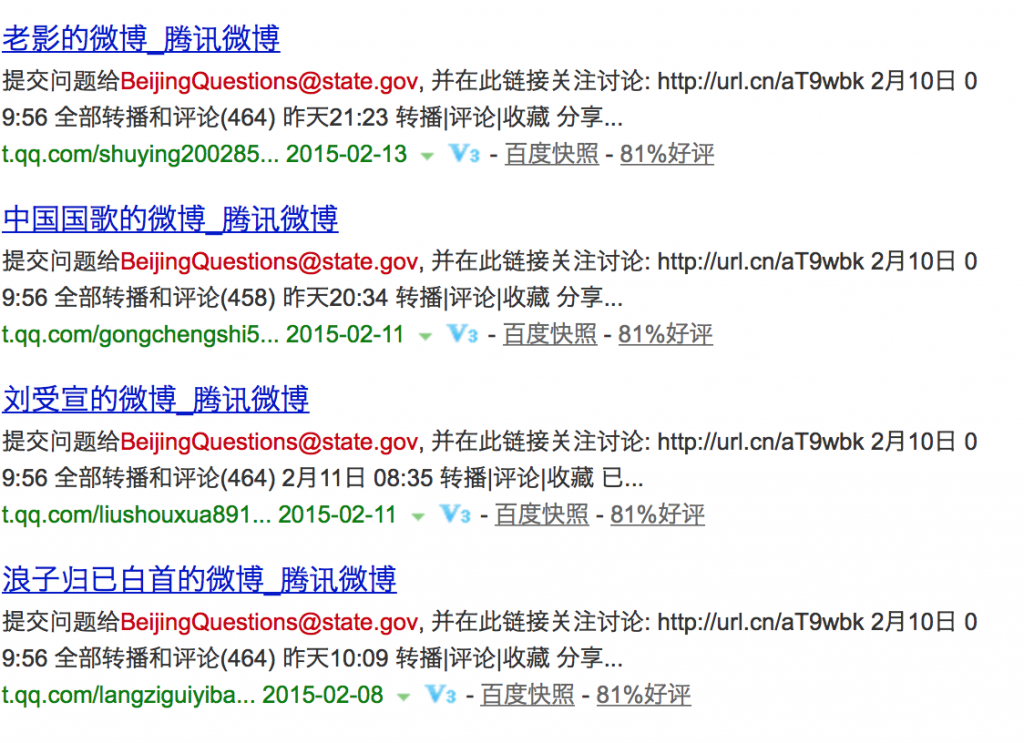 老影的微博_腾讯微博
提交问题给BeijingQuestions@state.gov, 并在此链接关注讨论: http://url.cn/aT9wbk 2月10日 0
9:56 全部转播和评论(464) 昨天21:23 转播|评论|收藏 分享...
t.qq.com/shuying200285... 2015-02-13 V3 - 百度快照 - 81%好评
中国国歌的微博_腾讯微博
提交问题给BeijingQuestions@state.gov, 并在此链接关注讨论: http://url.cn/aT9wbk 2月10日 0
9:56 全部转播和评论(458) 昨天20:34 转播|评论|收藏 分享...
t.qq.com/gongchengshi5... 2015-02-11 V3 - 百度快照 - 81%好评
刘受宣的微博_腾讯微博
提交问题给BeijingQuestions@state.gov, 并在此链接关注讨论: http://url.cn/aT9wbk 2月10日 0
9:56 全部转播和评论(464) 2月11日 08:35 转播|评论|收藏 已...
t.qq.com/liushouxua891... 2015-02-11 V3 - 百度快照 - 81%好评
浪子归已白首的微博_腾讯微博
提交问题给BeijingQuestions@state.gov, 并在此链接关注讨论: http://url.cn/aT9wbk 2月10日 0
9:56 全部转播和评论(464) 昨天10:09 转播|评论|收藏 分享...
t.qq.com/langziguiyiba... 2015-02-08 V3 - 百度快照 - 81%好评